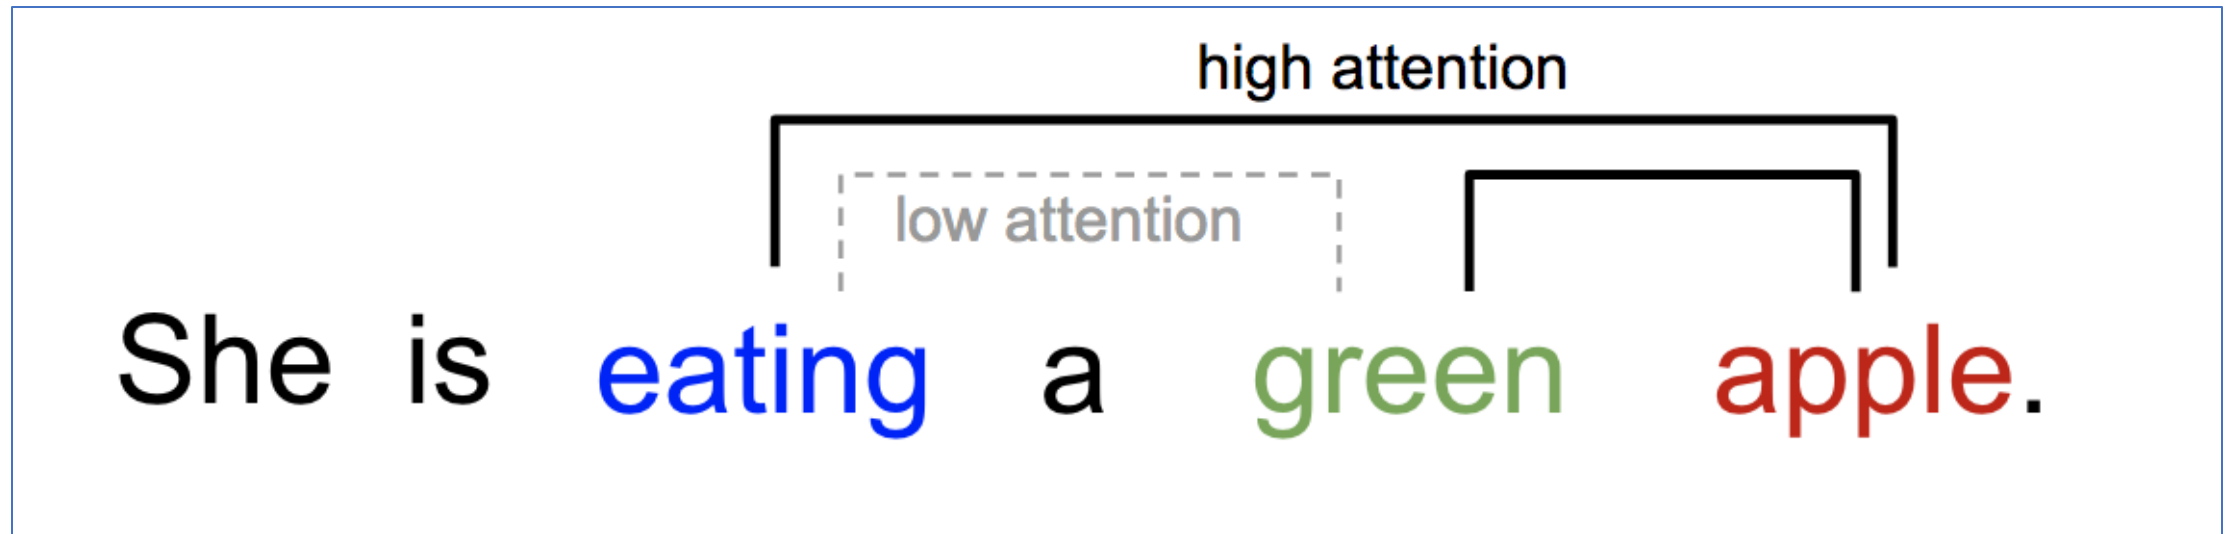 high attention
low attention
She is eating a green apple.